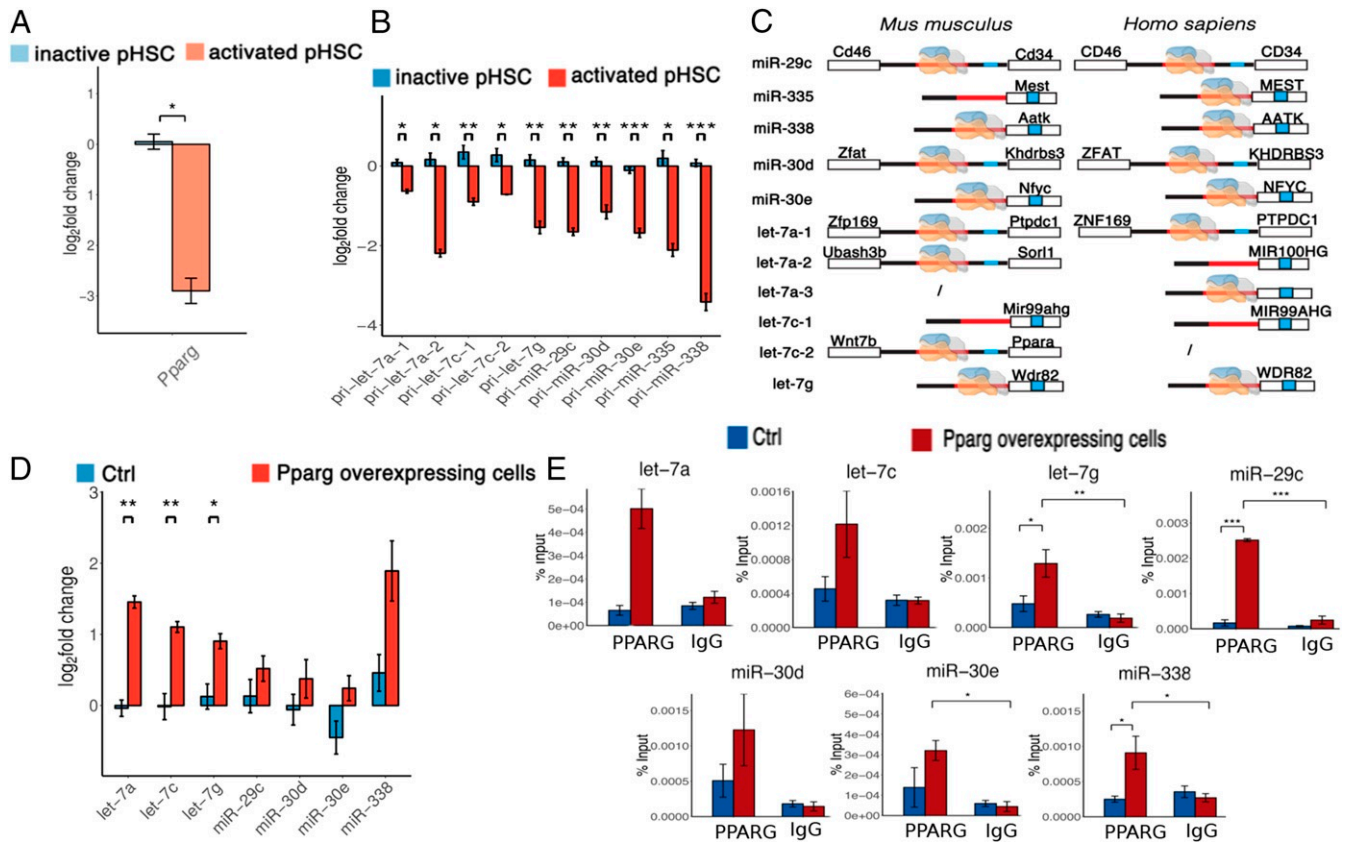 A
inactive pHSC
activated pHSC
log2fold change
1
0
1
2
−3
*
Pparg
B
inactive pHSC
activated pHSC
log2fold change
0
−2
−4
* * ** * ** ** ** *** * ***
pri−let−7a−1
pri−let−7a−2
pri−let−7c−1
pri−let−7c−2
pri−let−7g
pri−miR−29c
pri−miR−30d
pri−miR−30e
pri−miR−335
pri−miR−338
C
Mus musculus Homo sapiens
miR−29c Cd46 Cd34 CD46 CD34
miR−335 Mest MEST
miR−338 Aatk AATK
miR−30d Zfat Khdrbs3 ZFAT KHDRBS3
miR−30e Nfyc NFYC
let−7a−1 Zfp169 Ptpdc1 ZNF169 PTPDC1
let−7a−2 Ubash3b Sorl1 MIR100HG
let−7a−3 /
let−7c−1 Mir99ahg MIR99AHG
let−7c−2 Wnt7b Ppara /
let−7g Wdr82 WDR82
D
Ctrl
Pparg overexpressing cells
log2fold change
3
2
1
0
** ** *
let−7a
let−7c
let−7g
miR−29c
miR−30d
miR−30e
miR−338
E
Ctrl
Pparg overexpressing cells
let−7a
% Input
5e−04
4e−04
3e−04
2e−04
1e−04
0e+00
PPARG IgG
let−7c
% Input
0.0016
0.0012
0.0008
0.0004
0.0000
PPARG IgG
let−7g
% Input
0.002
0.001
0.000
* **
PPARG IgG
miR−29c
% Input
0.003
0.002
0.001
0.000
*** ***
PPARG IgG
miR−30d
% Input
0.0015
0.0010
0.0005
0.0000
PPARG IgG
miR−30e
% Input
6e−04
5e−04
4e−04
3e−04
2e−04
1e−04
0e+00
*
PPARG IgG
miR−338
% Input
0.0015
0.0010
0.0005
0.0000
* *
PPARG IgG